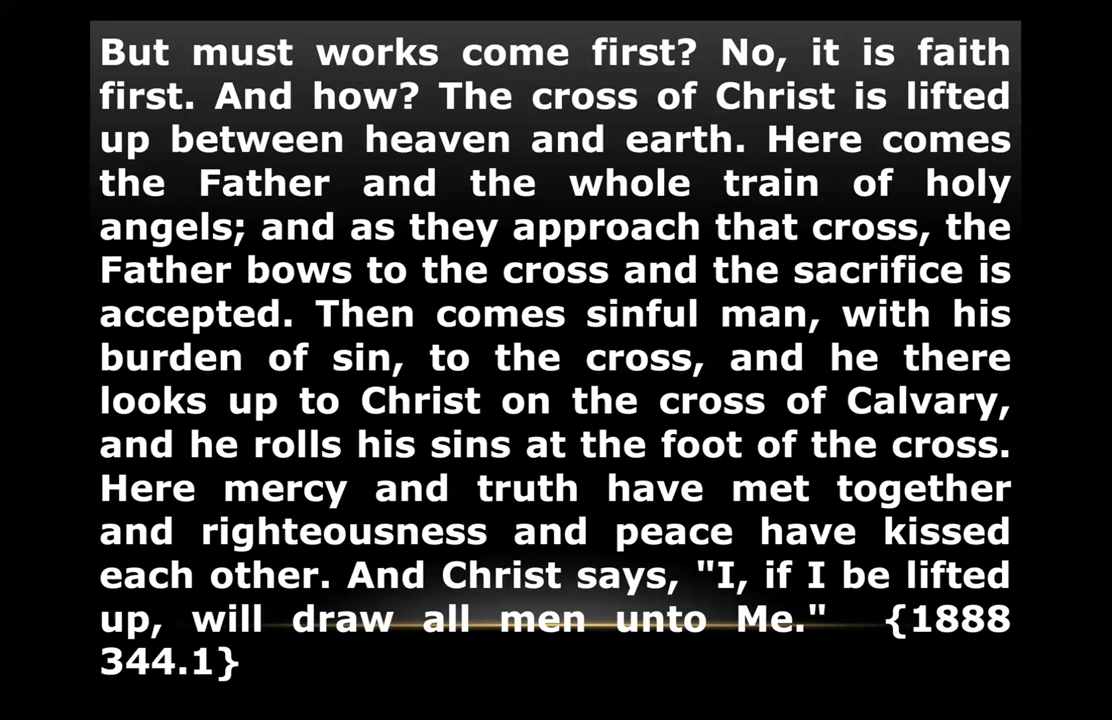 But must works come first? No, it is faith
first. And how? The cross of Christ is lifted
up between heaven and earth. Here comes
the Father and the whole train of holy
angels; and as they approach that cross, the
Father bows to the cross and the sacrifice is
accepted. Then comes sinful man, with his
burden of sin, to the cross, and he there
looks up to Christ on the cross of Calvary,
and he rolls his sins at the foot of the cross.
Here mercy and truth have met together
and righteousness and peace have kissed
each other. And Christ says, "I, if I be lifted
up, will draw all men unto Me." {1888
344.1}